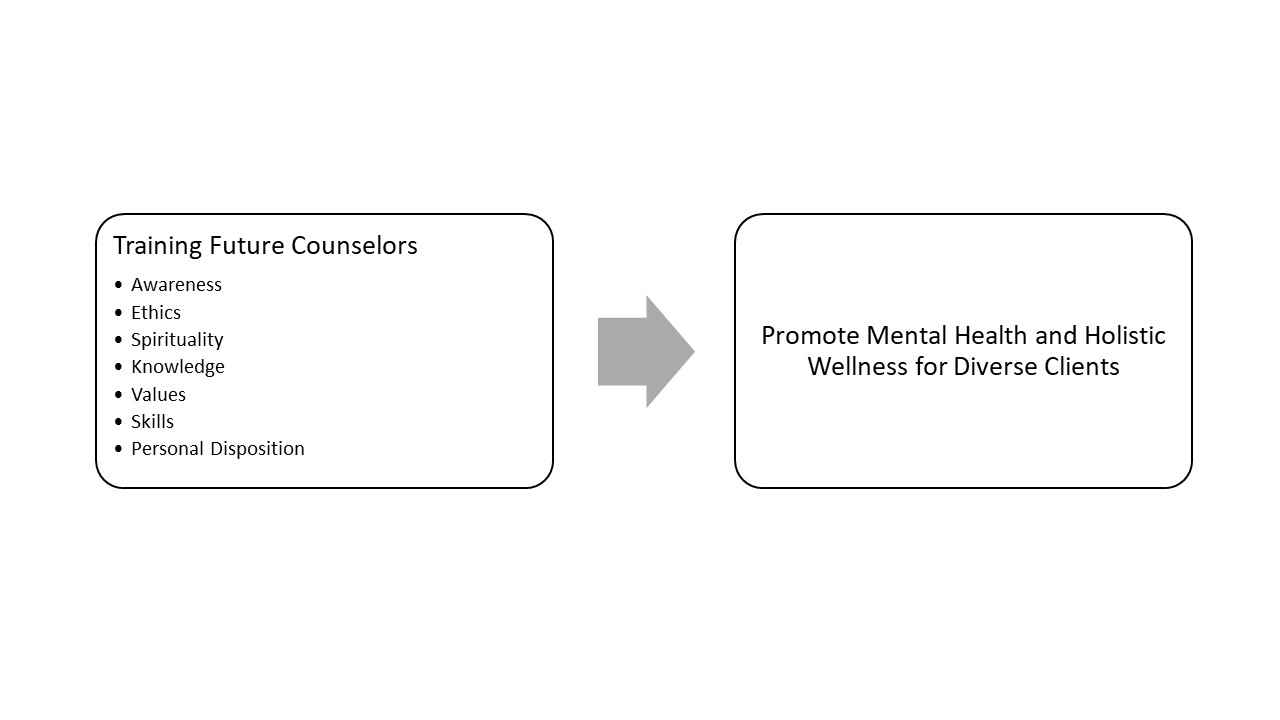 Training Future Counselors
• Awareness
• Ethics
• Spirituality
• Knowledge
• Values
• Skills
• Personal Disposition
Promote Mental Health and Holistic
Wellness for Diverse Clients